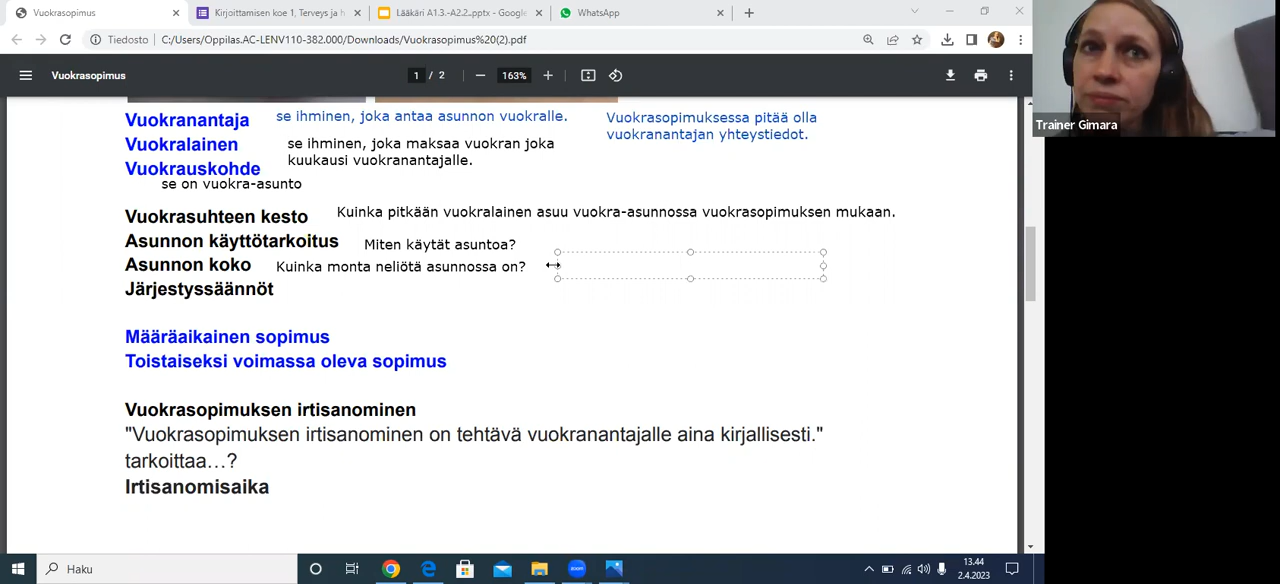 Vuokrasopimus
Kirjoittamisen koe 1, Terveys ja h
Lääkäri A1.3.-A2.2..pptx - Google
WhatsApp
Tiedosto
C:/Users/Oppilas.AC-LENV110-382.000/Downloads/Vuokrasopimus%20(2).pdf
Vuokrasopimus
1 / 2
163%
Trainer Gimara
Vuokranantaja
se ihminen, joka antaa asunnon vuokralle.
Vuokrasopimuksessa pitää olla
vuokranantajan yhteystiedot.
Vuokralainen
se ihminen, joka maksaa vuokran joka
kuukausi vuokranantajalle.
Vuokrauskohde
se on vuokra-asunto
Vuokrasuhteen kesto
Kuinka pitkään vuokralainen asuu vuokra-asunnossa vuokrasopimuksen mukaan.
Asunnon käyttötarkoitus
Miten käytät asuntoa?
Asunnon koko
Kuinka monta neliötä asunnossa on?
Järjestyssäännöt
Määräaikainen sopimus
Toistaiseksi voimassa oleva sopimus
Vuokrasopimuksen irtisanominen
"Vuokrasopimuksen irtisanominen on tehtävä vuokranantajalle aina kirjallisesti."
tarkoittaa…?
Irtisanomisaika
Haku
zoom
13.44
2.4.2023